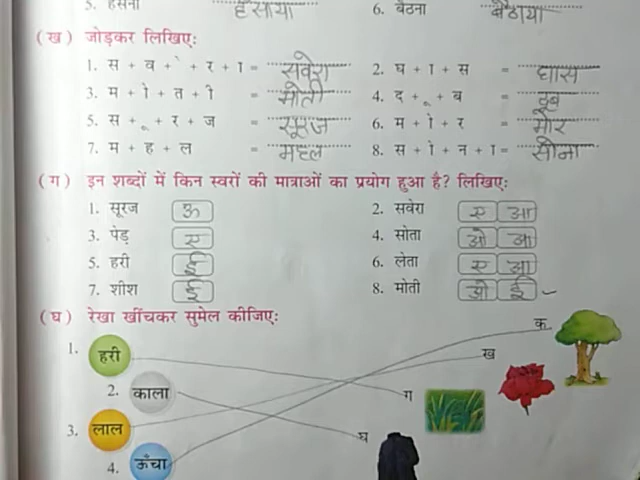 5. हँसना हँसाया 6. बैठना बैठाया
(ख) जोड़कर लिखिए:
1. स + व + े + र + ा = सवेरा 2. घ + ा + स = घास
3. म + ो + त + ी = मोती 4. द + ू + ब = दूब
5. स + ू + र + ज = सूरज 6. म + ो + र = मोर
7. म + ह + ल = महल 8. स + ो + न + ा = सोना
(ग) इन शब्दों में किन स्वरों की मात्राओं का प्रयोग हुआ है? लिखिए:
1. सूरज ऊ 2. सवेरा ए आ
3. पेड़ ए 4. सोता ओ आ
5. हरी ई 6. लेता ए आ
7. शीश ई 8. मोती ओ ई
(घ) रेखा खींचकर सुमेल कीजिए:
क
1. हरी ख
2. काला ग
3. लाल घ
4. ऊँचा